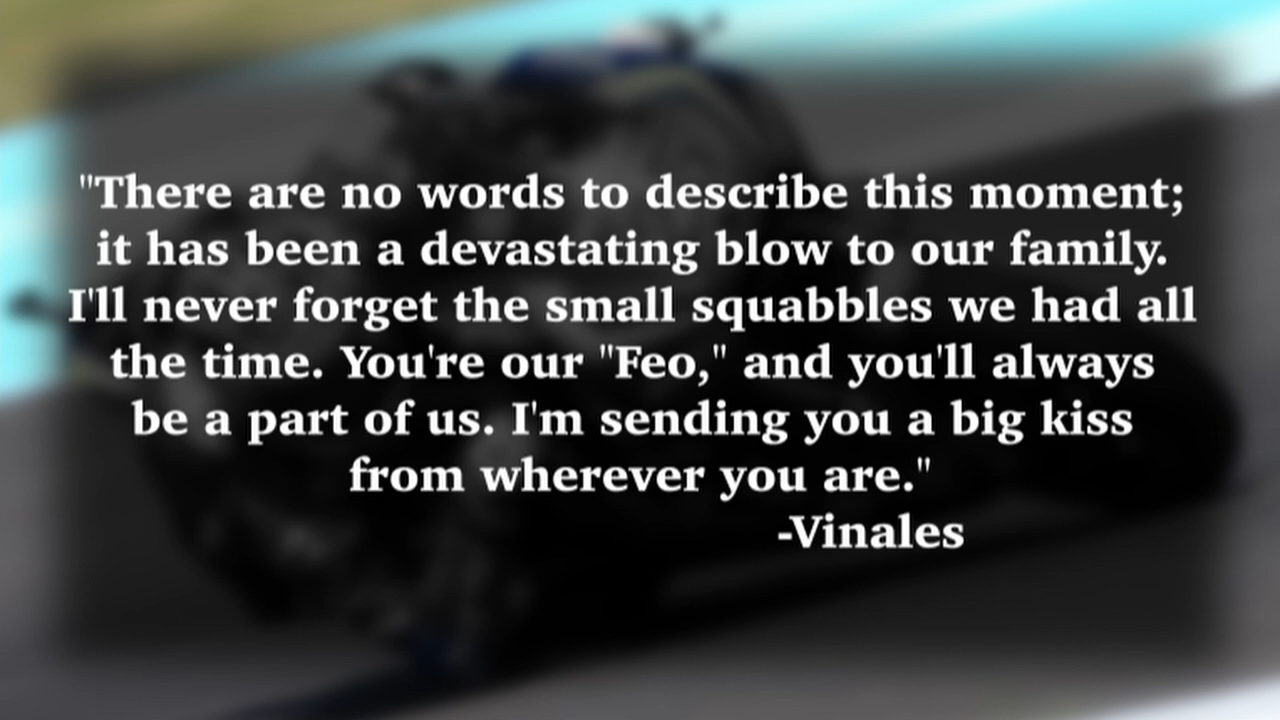 "There are no words to describe this moment;
it has been a devastating blow to our family.
I'll never forget the small squabbles we had all
the time. You're our "Feo," and you'll always
be a part of us. I'm sending you a big kiss
from wherever you are."
-Vinales